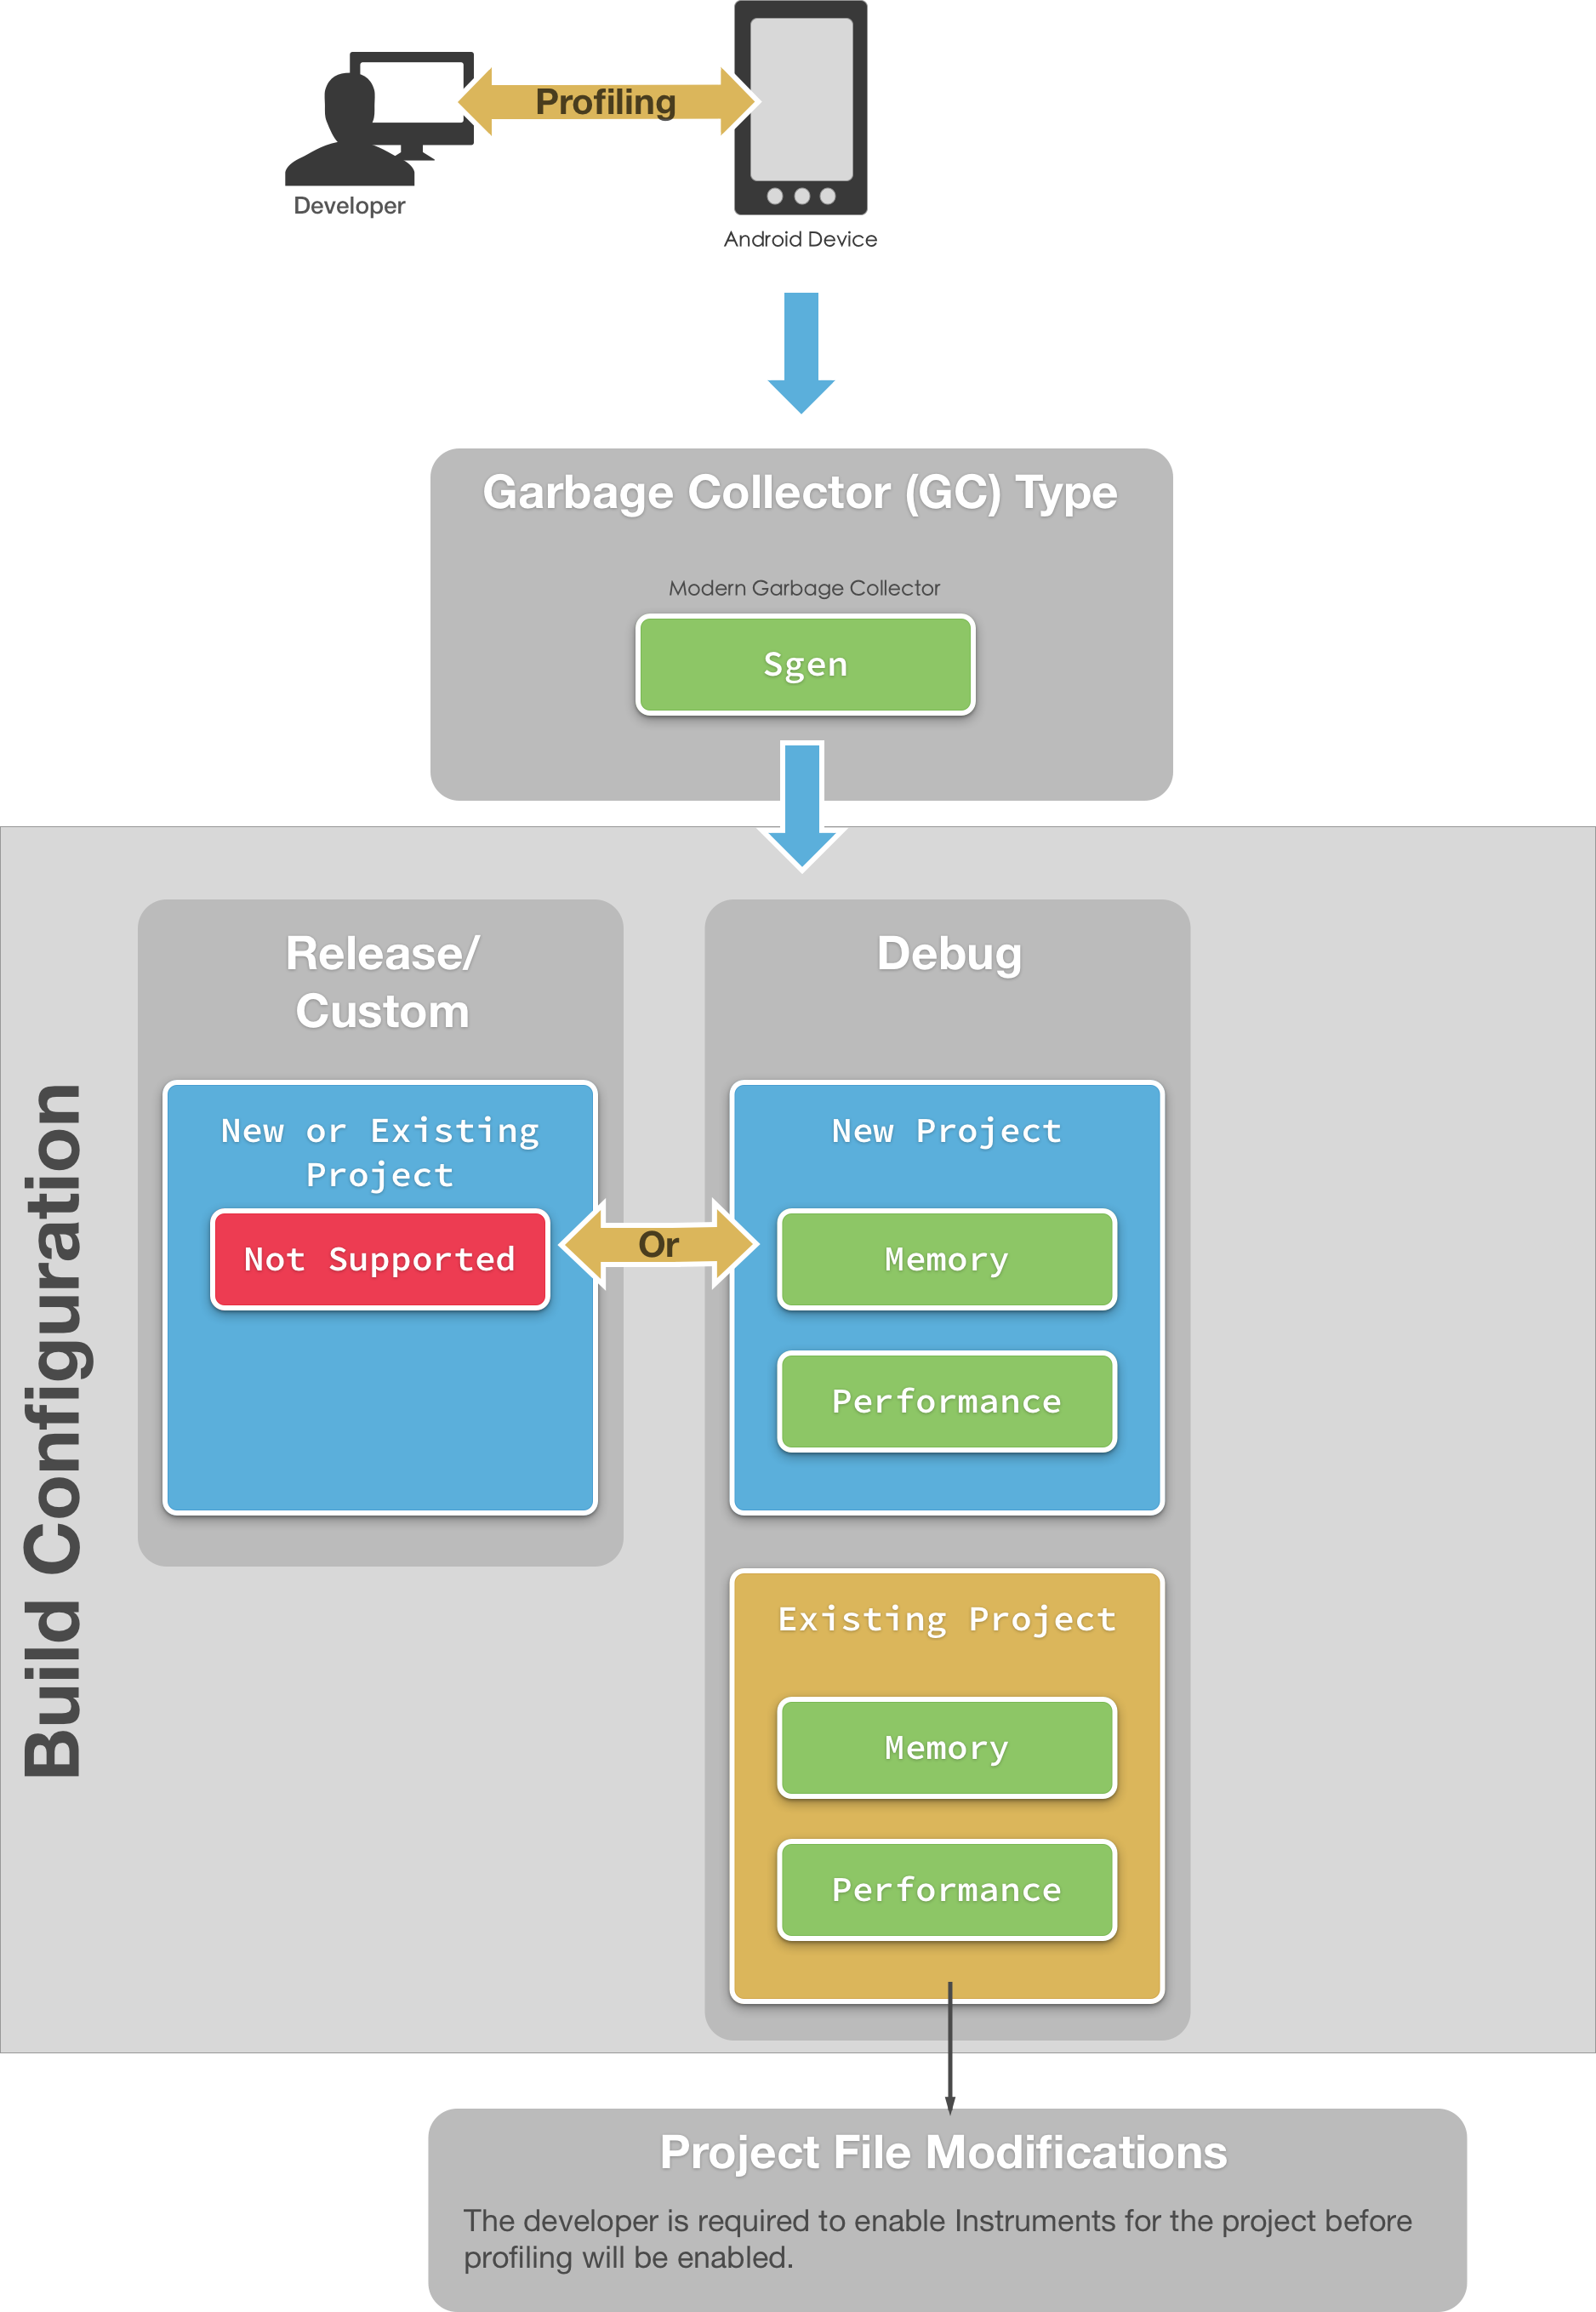 Profiling
Developer
Android Device
Garbage Collector (GC) Type
Modern Garbage Collector
Sgen
Build Configuration
Release/
Custom
New or Existing
Project
Not Supported
Or
Debug
New Project
Memory
Performance
Existing Project
Memory
Performance
Project File Modifications
The developer is required to enable Instruments for the project before
profiling will be enabled.